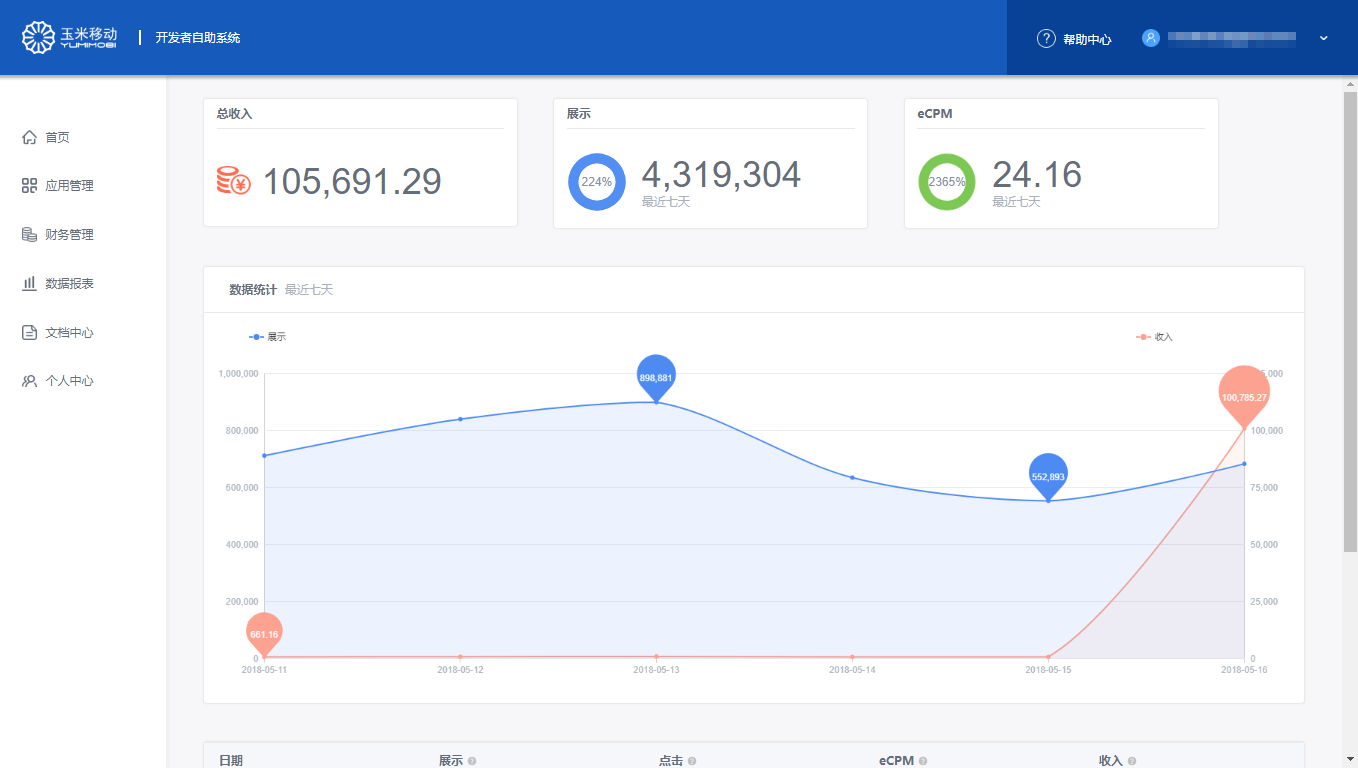 玉米移动
YUMIMOBI
开发者自助系统
? 帮助中心
首页
应用管理
财务管理
数据报表
文档中心
个人中心
总收入
105,691.29
展示
224%
4,319,304
最近七天
eCPM
2365%
24.16
最近七天
数据统计 最近七天
展示
收入
1,000,000
800,000
600,000
400,000
200,000
0
898,881
552,893
661.16
100,785.27
100,000
75,000
50,000
25,000
0
2018-05-11
2018-05-12
2018-05-13
2018-05-14
2018-05-15
2018-05-16
日期
展示 ?
点击 ?
eCPM ?
收入 ?